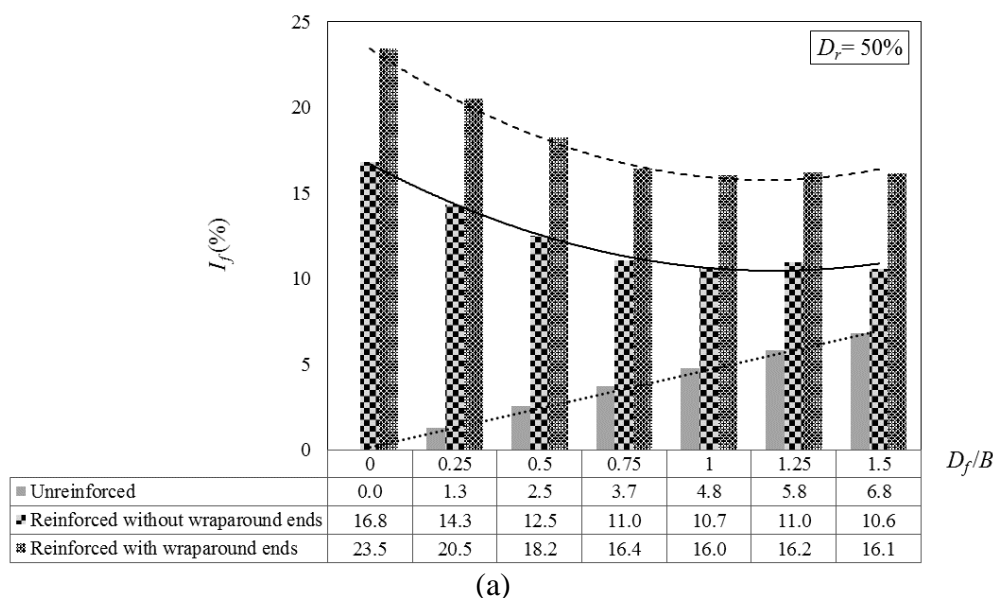 25
D_r= 50%
20
15
I_f (%)
10
5
0
0 0.25 0.5 0.75 1 1.25 1.5 D_f/B
Unreinforced 0.0 1.3 2.5 3.7 4.8 5.8 6.8
Reinforced without wraparound ends 16.8 14.3 12.5 11.0 10.7 11.0 10.6
Reinforced with wraparound ends 23.5 20.5 18.2 16.4 16.0 16.2 16.1
(a)